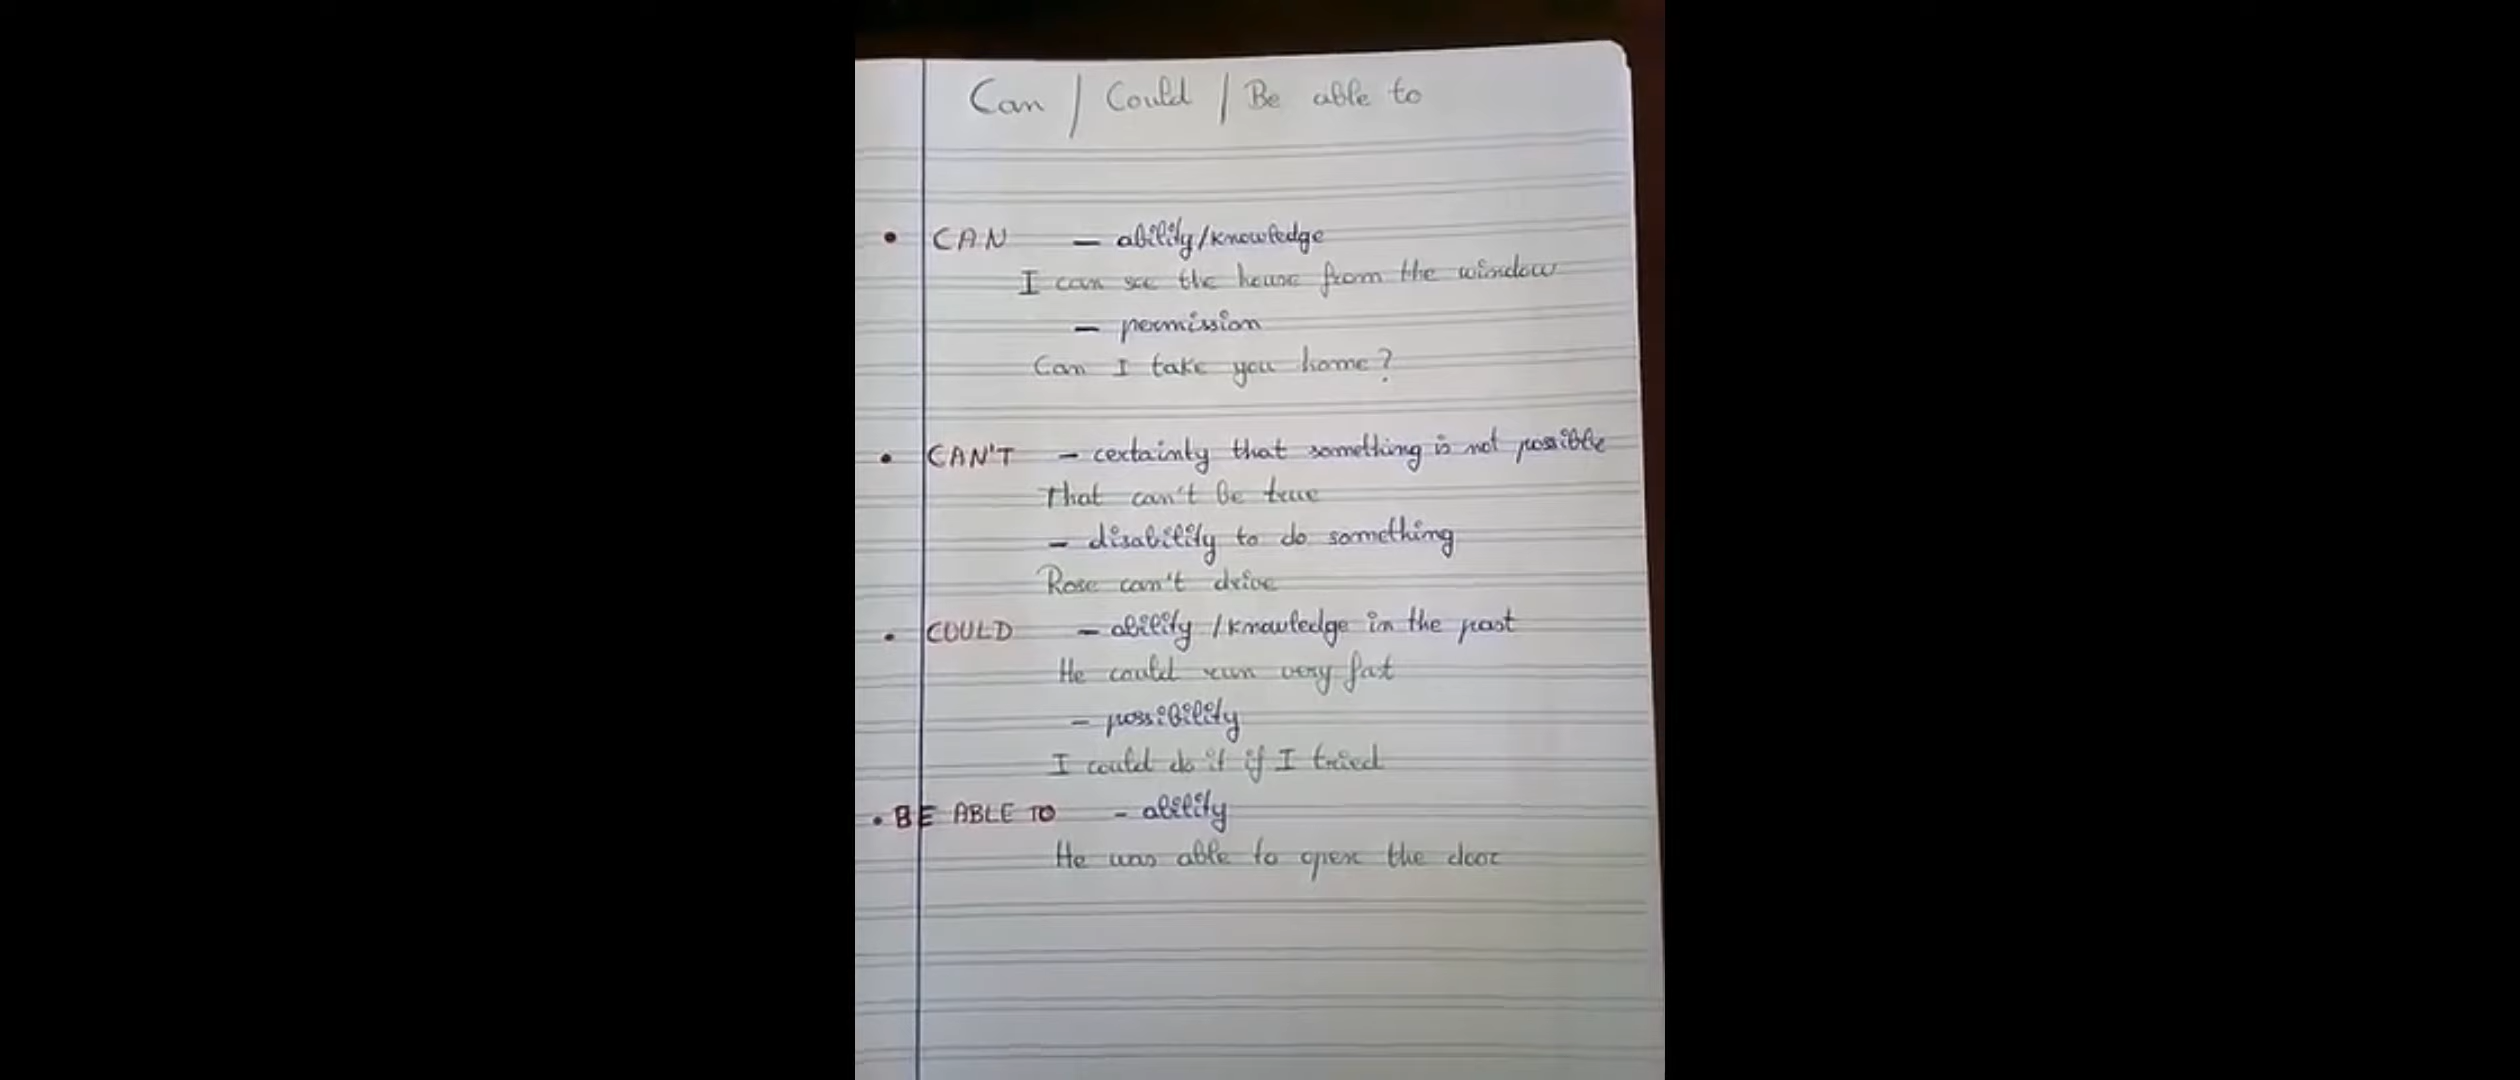 Can / Could / Be able to
• CAN – ability/knowledge
I can see the house from the window
– permission
Can I take you home?
• CAN'T – certainty that something is not possible
That can't be true
– disability to do something
Rose can't drive
• COULD – ability/knowledge in the past
He could run very fast
– possibility
I could do it if I tried
• BE ABLE TO – ability
He was able to open the door